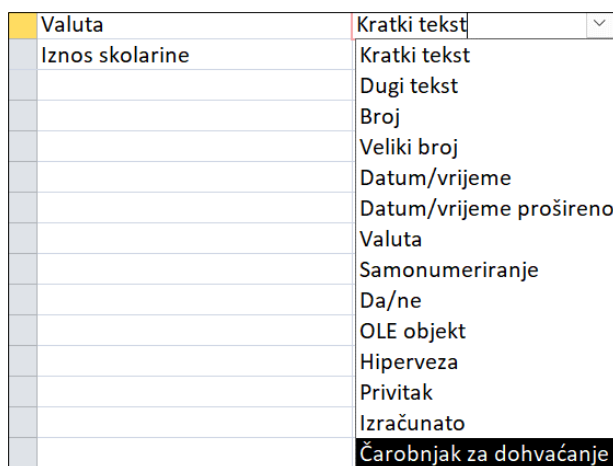 Valuta Kratki tekst
Iznos skolarine Kratki tekst
Dugi tekst
Broj
Veliki broj
Datum/vrijeme
Datum/vrijeme prošireno
Valuta
Samonumeriranje
Da/ne
OLE objekt
Hiperveza
Privitak
Izračunato
Čarobnjak za dohvaćanje